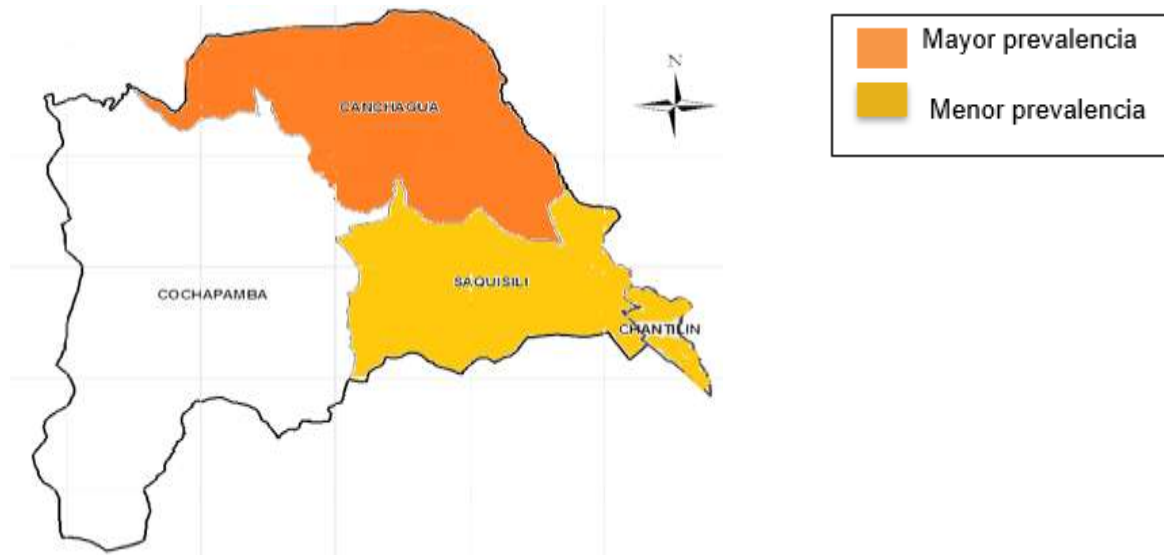 Mayor prevalencia
Menor prevalencia
N
CANCHAGUA
SAQUISILI
COCHAPAMBA
CHANTILIN